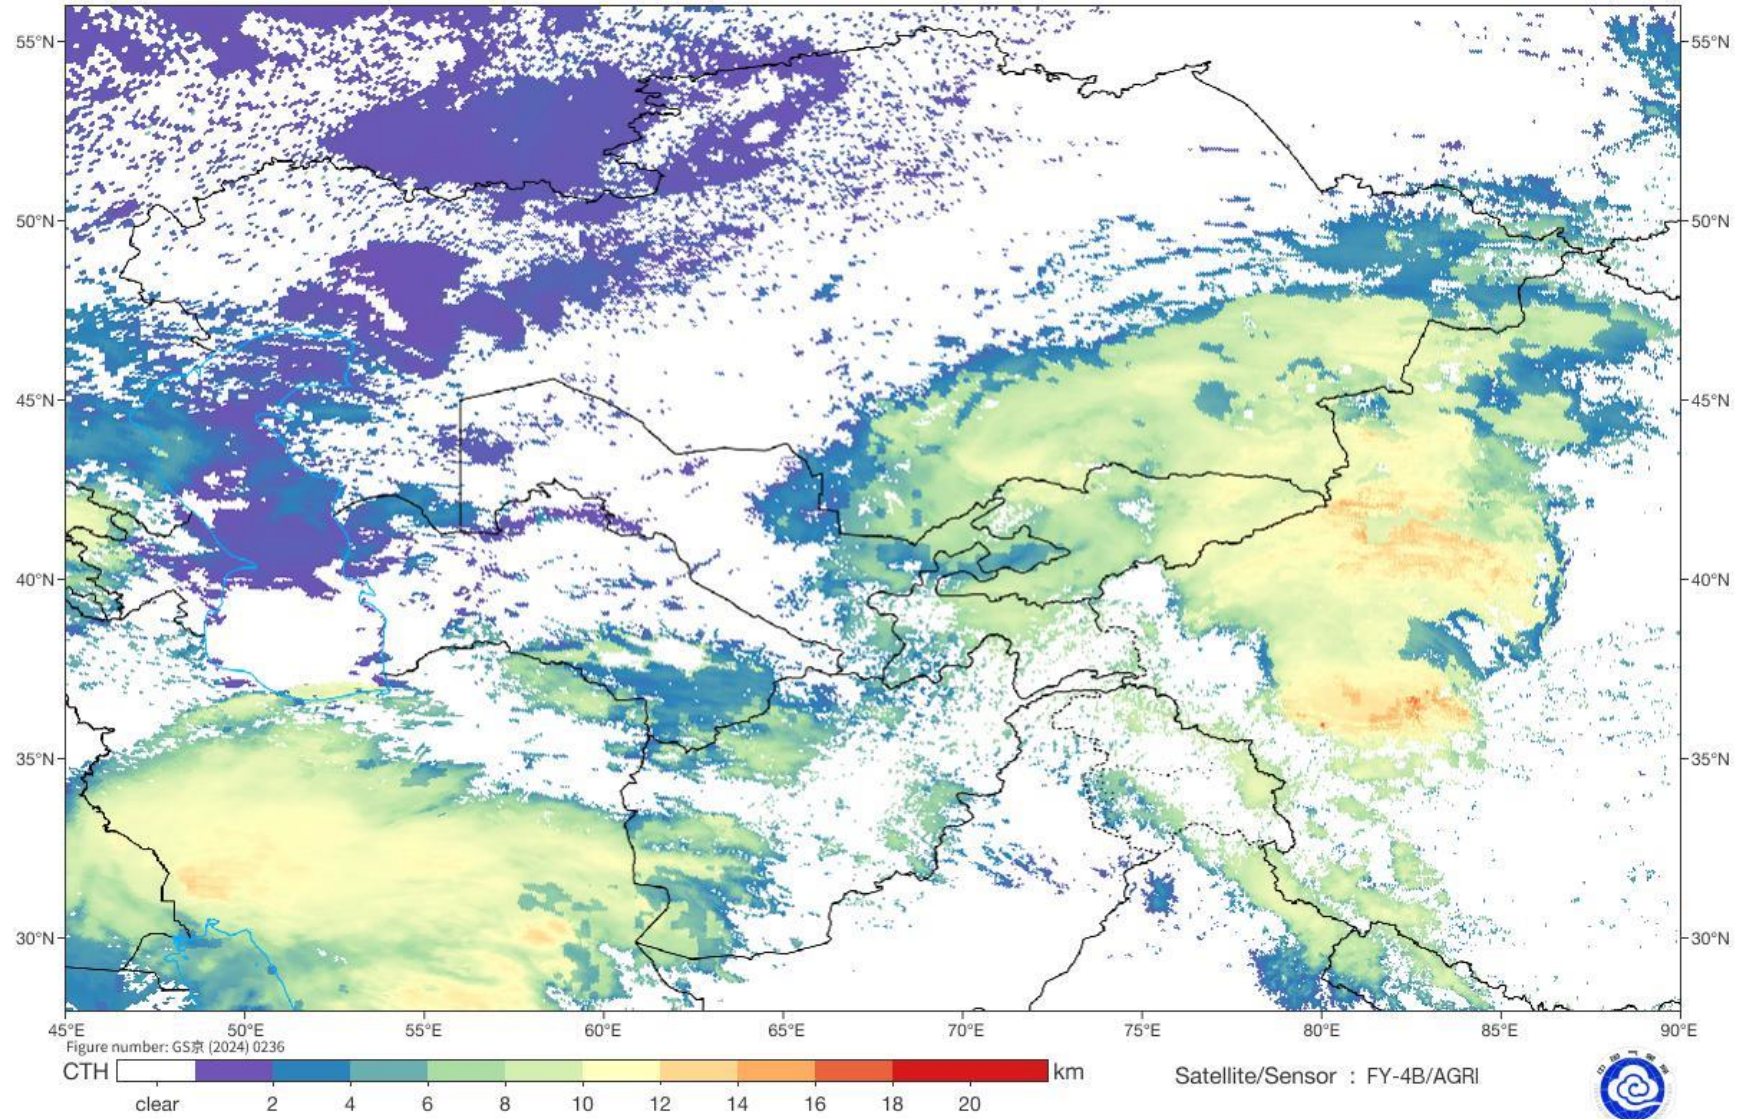 55°N 55°N
50°N 50°N
45°N 45°N
40°N 40°N
35°N 35°N
30°N 30°N
45°E 50°E 55°E 60°E 65°E 70°E 75°E 80°E 85°E 90°E
Figure number: GS京 (2024) 0236
CTH km
Satellite/Sensor : FY-4B/AGRI
clear 2 4 6 8 10 12 14 16 18 20